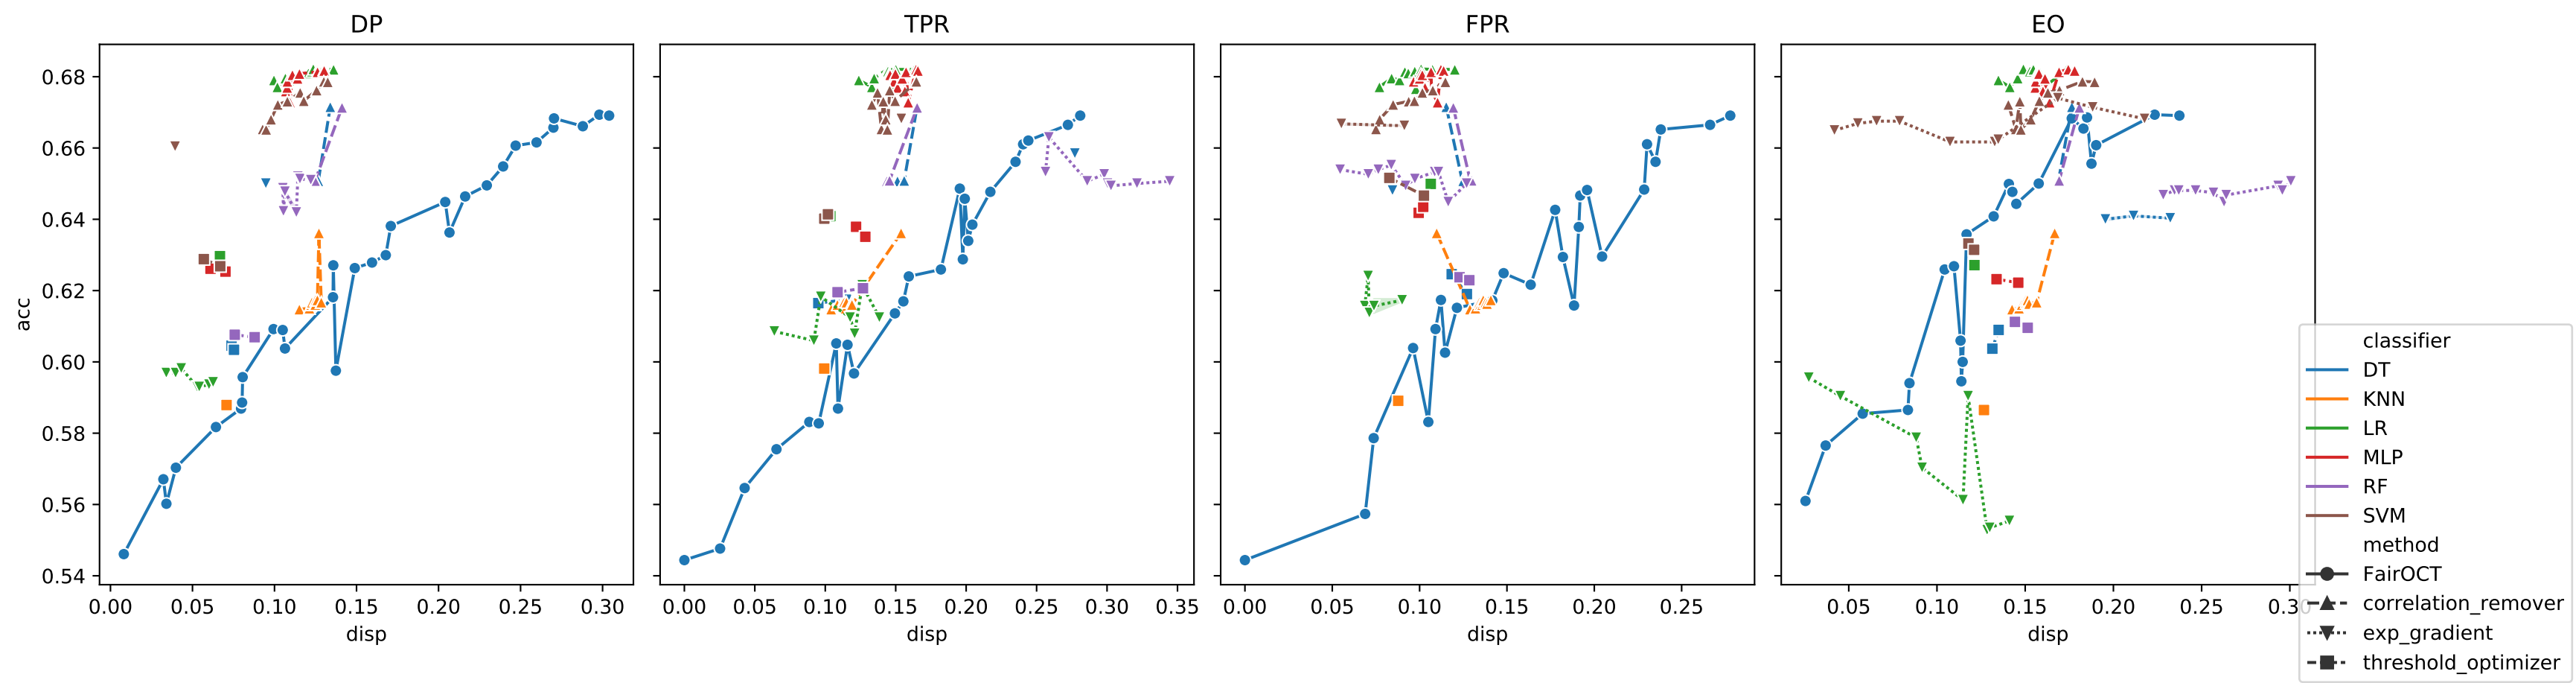 DP
TPR
FPR
EO
acc
0.68
0.66
0.64
0.62
0.60
0.58
0.56
0.54
0.00 0.05 0.10 0.15 0.20 0.25 0.30
disp
0.00 0.05 0.10 0.15 0.20 0.25 0.30 0.35
disp
0.00 0.05 0.10 0.15 0.20 0.25
disp
0.05 0.10 0.15 0.20 0.25 0.30
disp
classifier
DT
KNN
LR
MLP
RF
SVM
method
FairOCT
correlation_remover
exp_gradient
threshold_optimizer